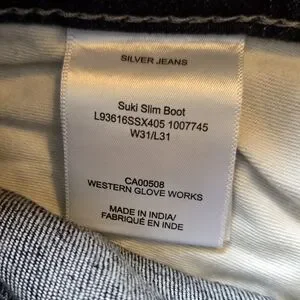 SILVER JEANS
Suki Slim Boot
L93616SSX405 1007745
W31/L31
CA00508
WESTERN GLOVE WORKS
MADE IN INDIA/
FABRIQUÉ EN INDE